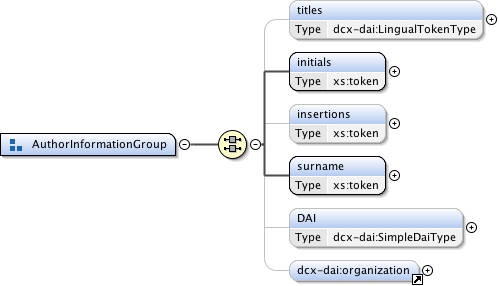 titles
Type dcx-dai:LingualTokenType
initials
Type xs:token
insertions
Type xs:token
AuthorInformationGroup
surname
Type xs:token
DAI
Type dcx-dai:SimpleDaiType
dcx-dai:organization